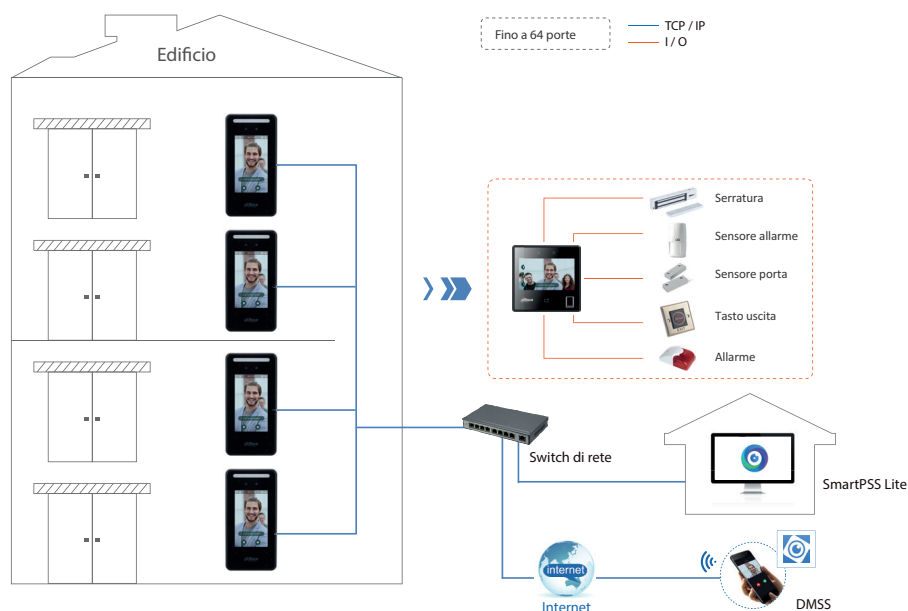 Edificio
Fino a 64 porte
TCP / IP
I / O
Serratura
Sensore allarme
Sensore porta
Tasto uscita
Allarme
Switch di rete
SmartPSS Lite
internet
Internet
DMSS